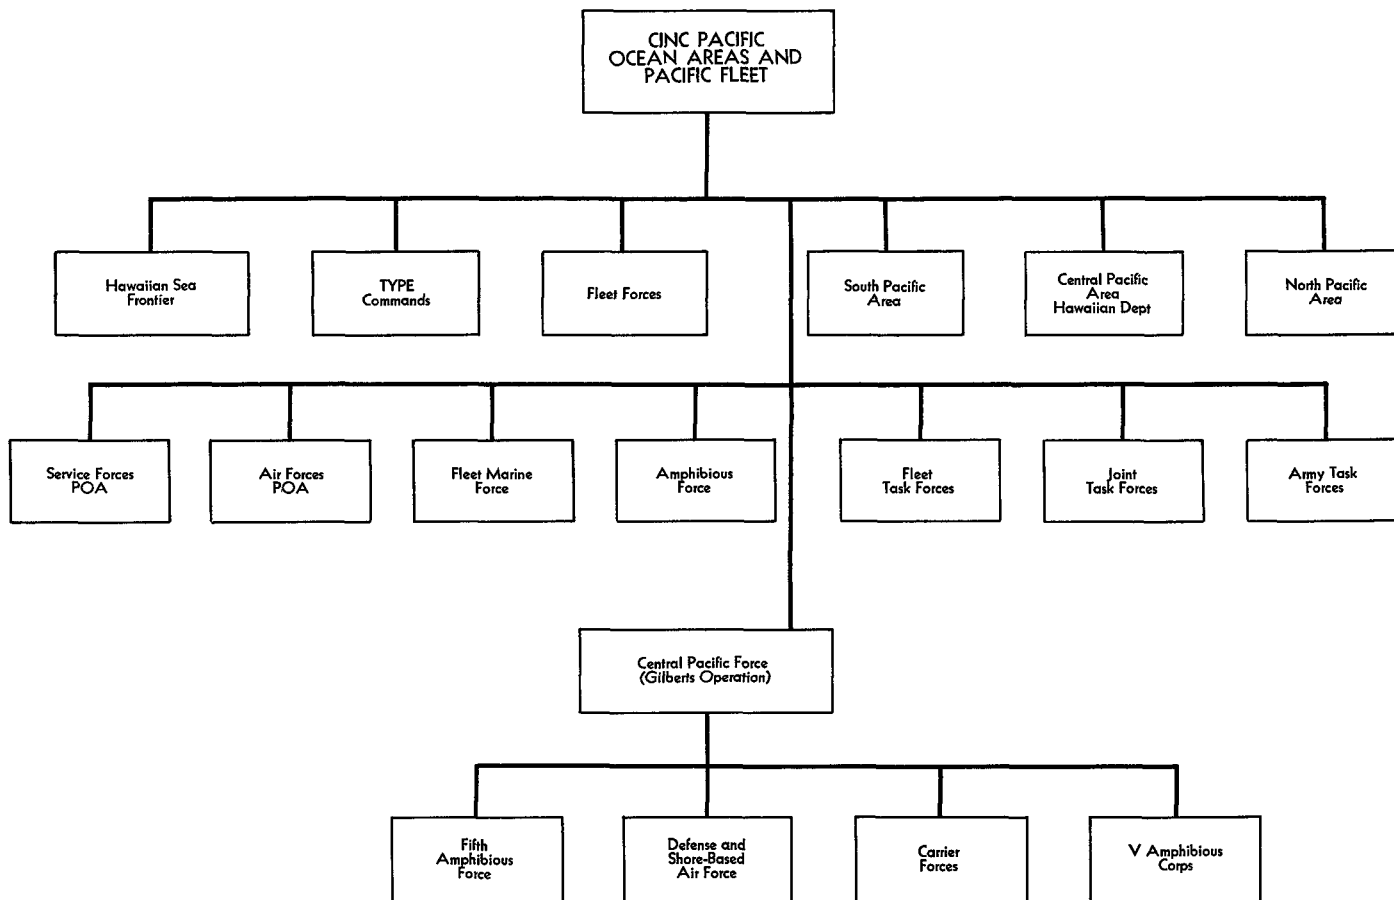 CINC PACIFIC
OCEAN AREAS AND
PACIFIC FLEET
Hawaiian Sea
Frontier
TYPE
Commands
Fleet Forces
South Pacific
Area
Central Pacific
Area
Hawaiian Dept
North Pacific
Area
Service Forces
POA
Air Forces
POA
Fleet Marine
Force
Amphibious
Force
Fleet
Task Forces
Joint
Task Forces
Army Task
Forces
Central Pacific Force
(Gilberts Operation)
Fifth
Amphibious
Force
Defense and
Shore-Based
Air Force
Carrier
Forces
V Amphibious
Corps